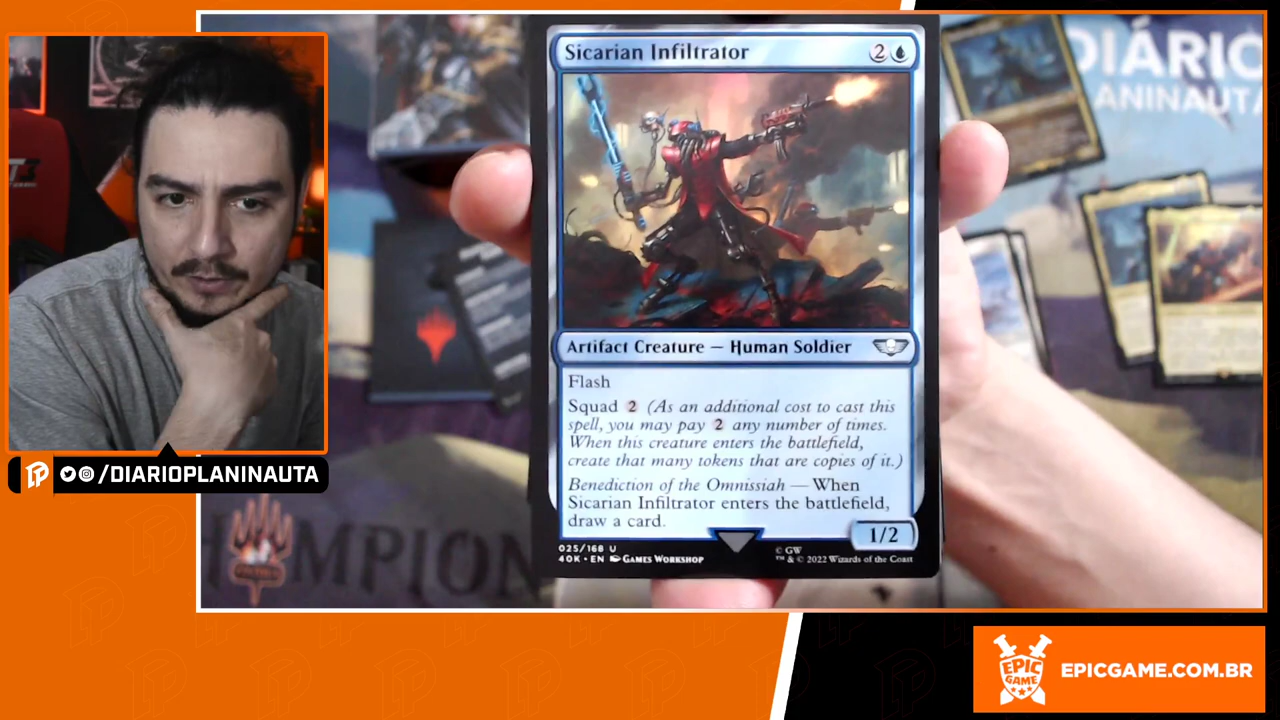 Sicarian Infiltrator
2
Artifact Creature — Human Soldier
Flash
Squad 2 (As an additional cost to cast this
spell, you may pay 2 any number of times.
When this creature enters the battlefield,
create that many tokens that are copies of it.)
Benediction of the Omnissiah — When
Sicarian Infiltrator enters the battlefield,
draw a card.
1/2
025/168 U
40K • EN GAMES WORKSHOP
© GW
™ & © 2022 Wizards of the Coast
DIÁRIO
ANINAUTA
/DIARIOPLANINAUTA
MPION
EPIC
GAME
EPICGAME.COM.BR